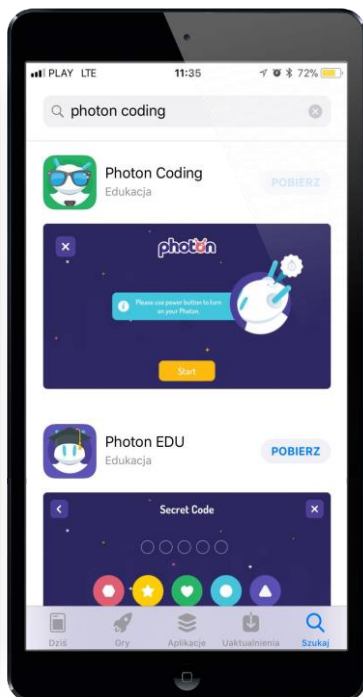 PLAY LTE 11:35 72%
photon coding
Photon Coding
Edukacja
POBIERZ
photon
Please use power button to turn
on your Photon.
Start
Photon EDU
Edukacja
POBIERZ
Secret Code
Dziś Gry Aplikacje Uaktualnienia Szukaj